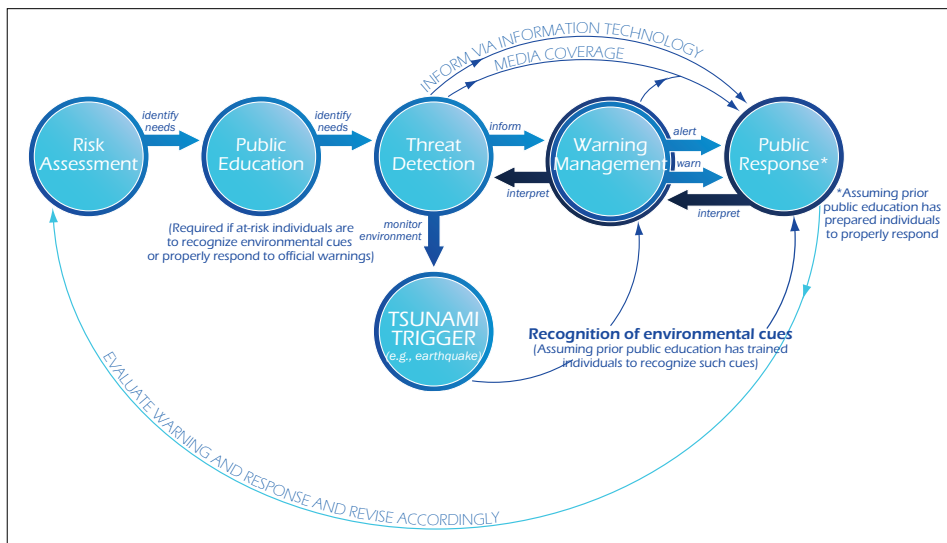 INFORM VIA INFORMATION TECHNOLOGY
MEDIA COVERAGE
Risk
Assessment
identify
needs
Public
Education
identify
needs
Threat
Detection
inform
interpret
Warning
Management
alert
warn
interpret
Public
Response*
*Assuming prior
public education has
prepared individuals
to properly respond
(Required if at-risk individuals are
to recognize environmental cues
or properly respond to official warnings)
monitor
environment
TSUNAMI
TRIGGER
(e.g., earthquake)
Recognition of environmental cues
(Assuming prior public education has trained
individuals to recognize such cues)
EVALUATE WARNING AND RESPONSE AND REVISE ACCORDINGLY